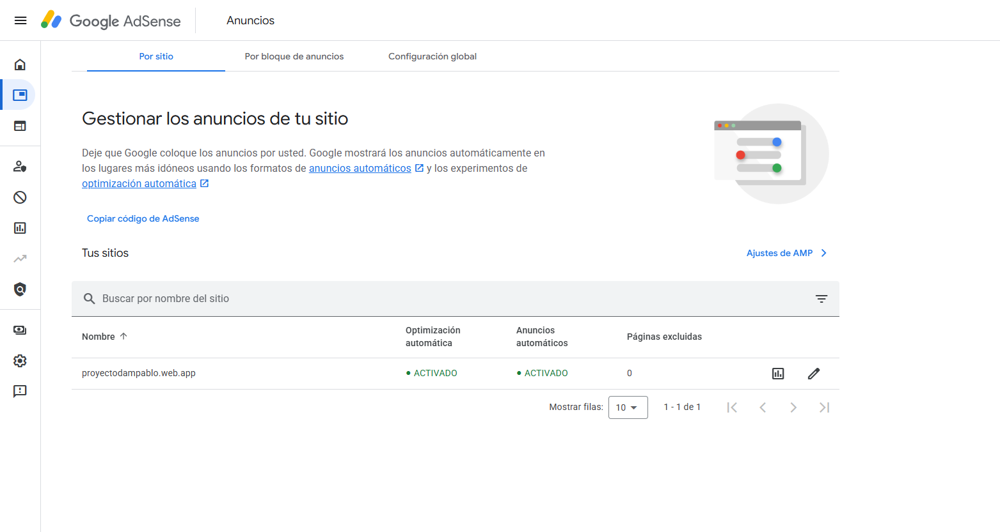 Google AdSense
Anuncios
Por sitio
Por bloque de anuncios
Configuración global
Gestionar los anuncios de tu sitio
Deje que Google coloque los anuncios por usted. Google mostrará los anuncios automáticamente en
los lugares más idóneos usando los formatos de anuncios automáticos y los experimentos de
optimización automática
Copiar código de AdSense
Tus sitios
Ajustes de AMP
Buscar por nombre del sitio
Nombre
Optimización
automática
Anuncios
automáticos
Páginas excluidas
proyectodampablo.web.app
ACTIVADO
ACTIVADO
0
Mostrar filas:
10
1 - 1 de 1